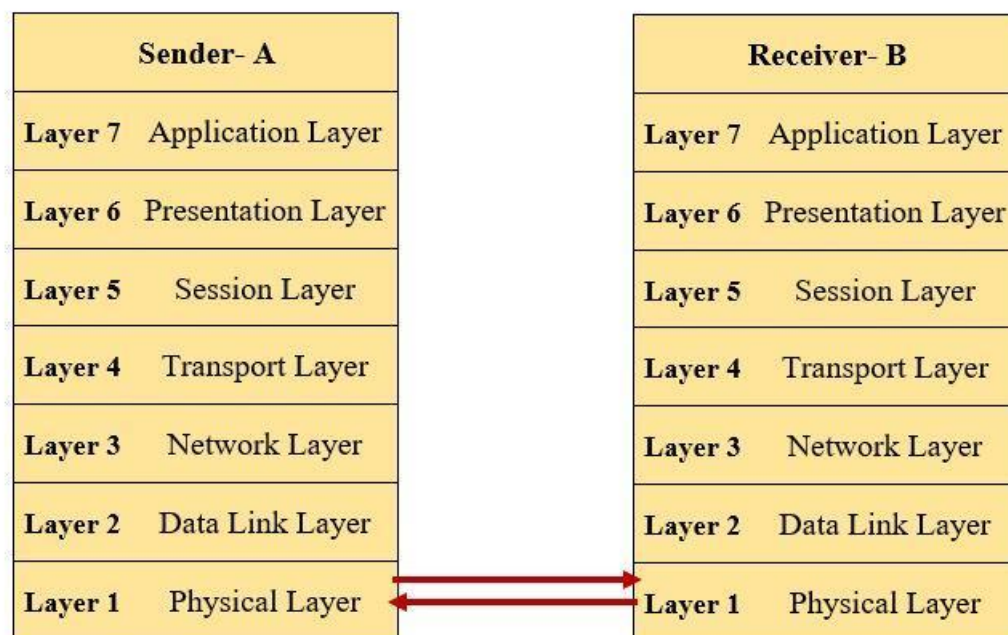 Sender- A
Layer 7 Application Layer
Layer 6 Presentation Layer
Layer 5 Session Layer
Layer 4 Transport Layer
Layer 3 Network Layer
Layer 2 Data Link Layer
Layer 1 Physical Layer
Receiver- B
Layer 7 Application Layer
Layer 6 Presentation Layer
Layer 5 Session Layer
Layer 4 Transport Layer
Layer 3 Network Layer
Layer 2 Data Link Layer
Layer 1 Physical Layer